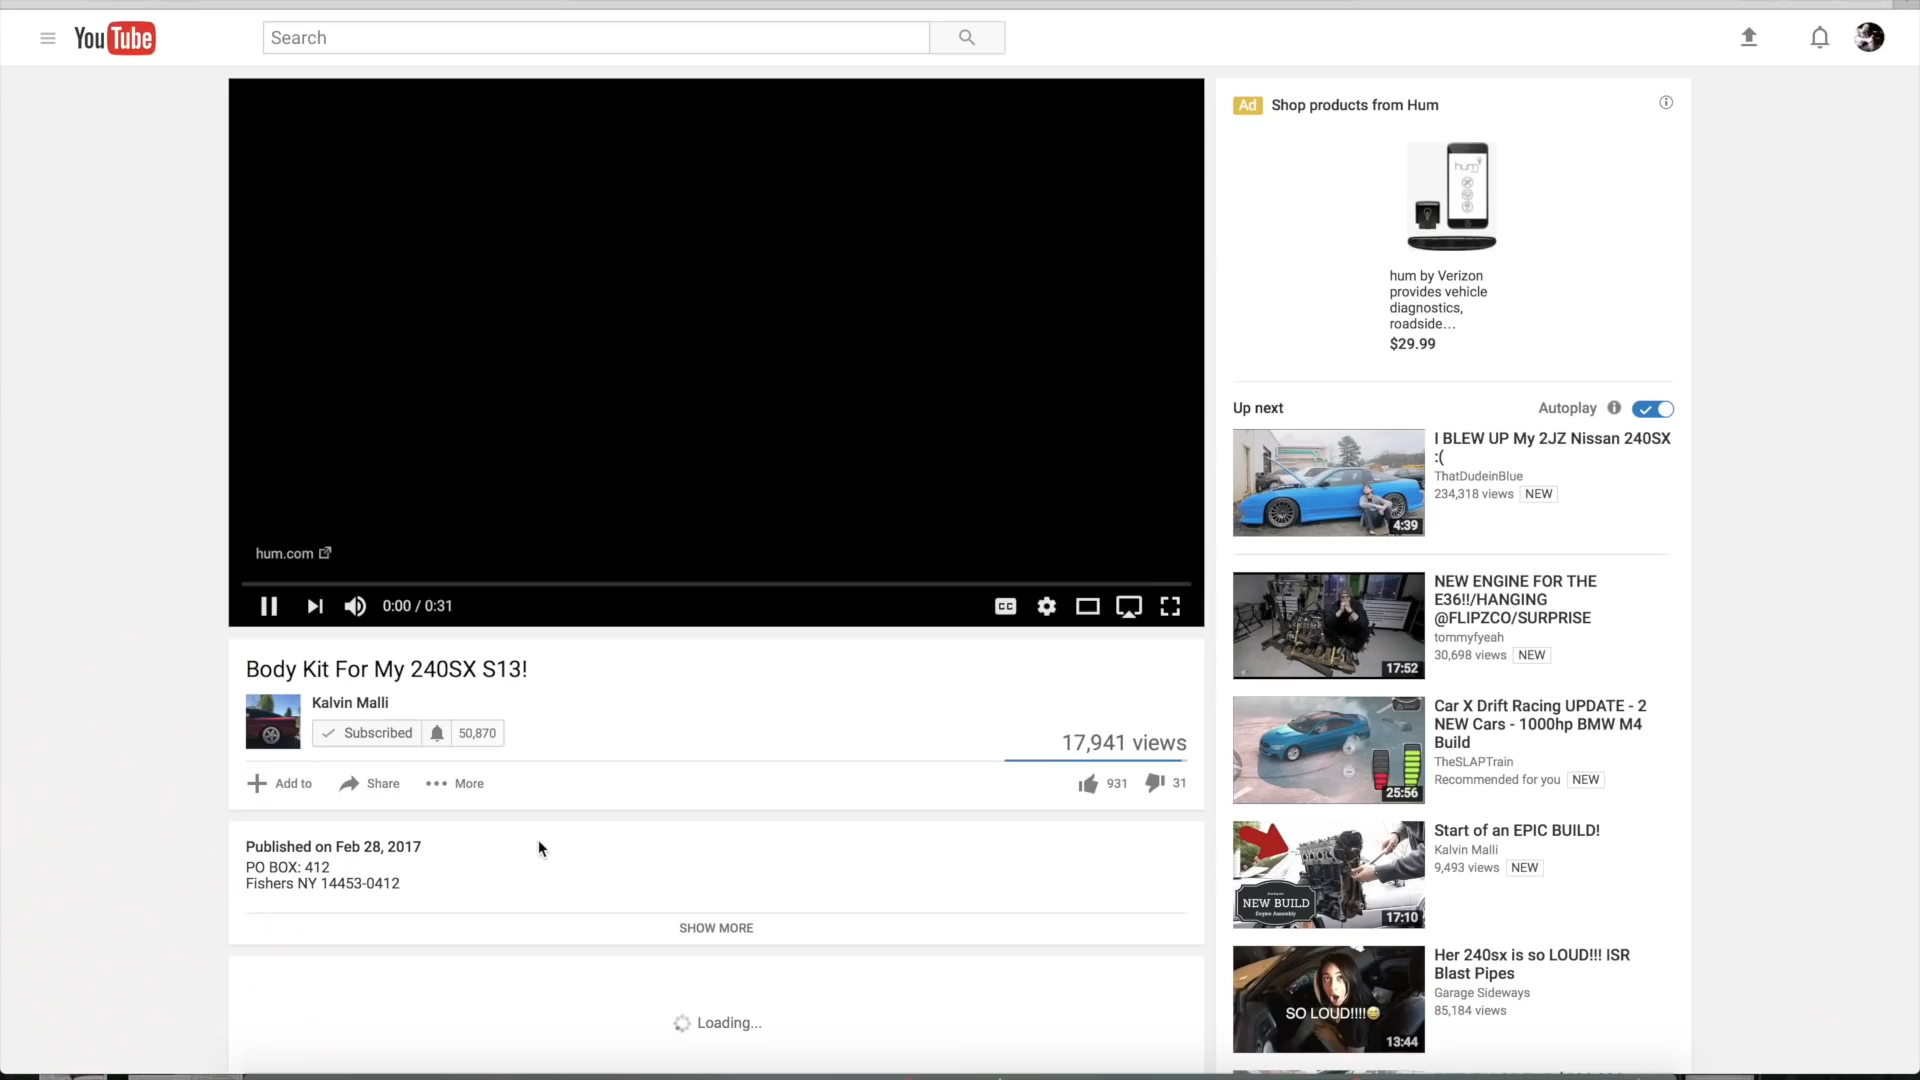 YouTube
Search
hum.com
0:00 / 0:31
CC
Body Kit For My 240SX S13!
Kalvin Malli
Subscribed
50,870
17,941 views
Add to
Share
More
931
31
Published on Feb 28, 2017
PO BOX: 412
Fishers NY 14453-0412
SHOW MORE
Loading...
Ad
Shop products from Hum
hum
hum by Verizon
provides vehicle
diagnostics,
roadside...
$29.99
Up next
Autoplay
4:39
I BLEW UP My 2JZ Nissan 240SX
:(
ThatDudeinBlue
234,318 views NEW
17:52
NEW ENGINE FOR THE
E36!!/HANGING
@FLIPZCO/SURPRISE
tommyfyeah
30,698 views NEW
25:56
Car X Drift Racing UPDATE - 2
NEW Cars - 1000hp BMW M4
Build
TheSLAPTrain
Recommended for you NEW
NEW BUILD
Engine Assembly
17:10
Start of an EPIC BUILD!
Kalvin Malli
9,493 views NEW
SO LOUD!!!!😅
13:44
Her 240sx is so LOUD!!! ISR
Blast Pipes
Garage Sideways
85,184 views